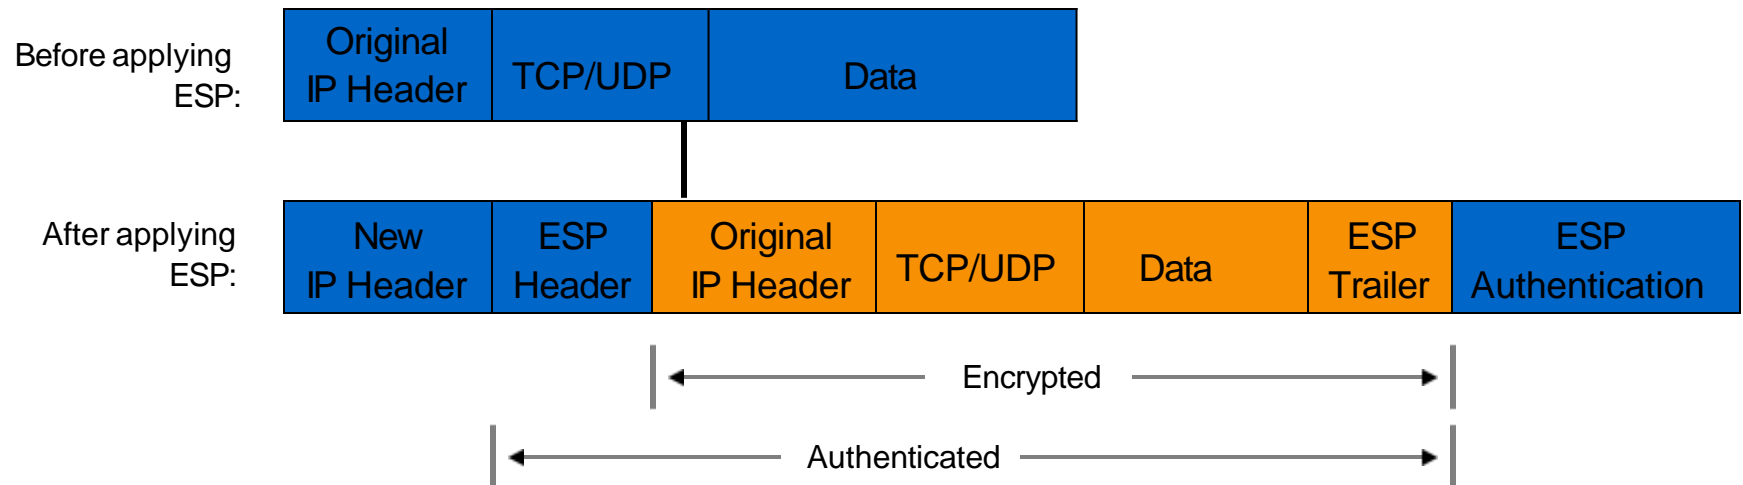 Before applying
ESP:
Original
IP Header
TCP/UDP
Data
After applying
ESP:
New
IP Header
ESP
Header
Original
IP Header
TCP/UDP
Data
ESP
Trailer
ESP
Authentication
Encrypted
Authenticated